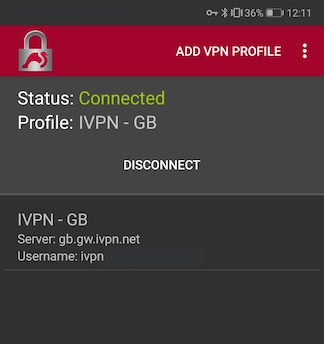 36% 12:11
ADD VPN PROFILE
Status: Connected
Profile: IVPN - GB
DISCONNECT
IVPN - GB
Server: gb.gw.ivpn.net
Username: ivpn